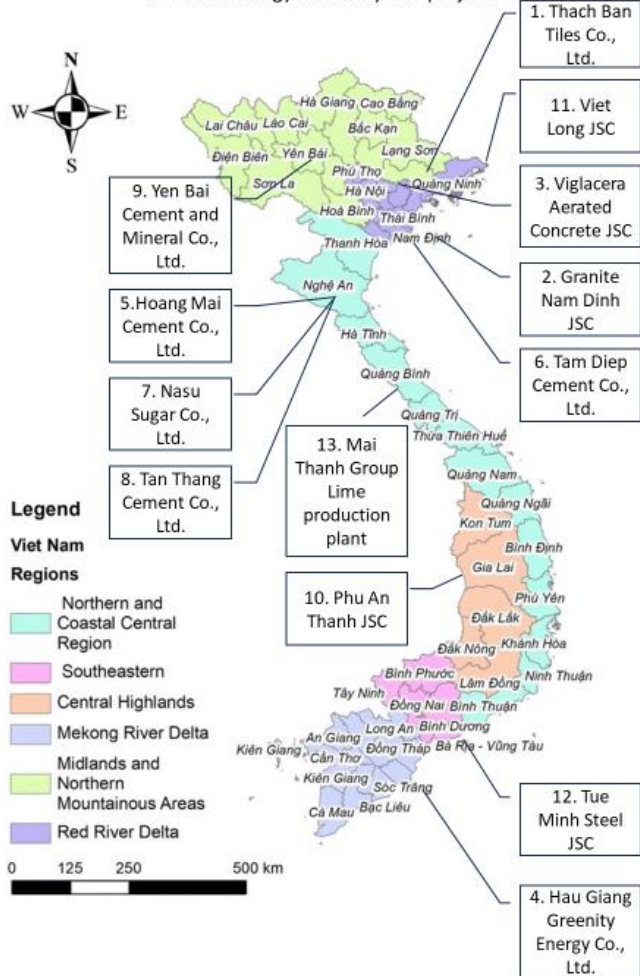 1. Thach Ban
Tiles Co.,
Ltd.
11. Viet
Long JSC
3. Viglacera
Aerated
Concrete JSC
2. Granite
Nam Dinh
JSC
6. Tam Diep
Cement Co.,
Ltd.
9. Yen Bai
Cement and
Mineral Co.,
Ltd.
5.Hoang Mai
Cement Co.,
Ltd.
7. Nasu
Sugar Co.,
Ltd.
8. Tan Thang
Cement Co.,
Ltd.
13. Mai
Thanh Group
Lime
production
plant
10. Phu An
Thanh JSC
12. Tue
Minh Steel
JSC
4. Hau Giang
Greenity
Energy Co.,
Ltd.
N
W
E
S
Hà Giang
Cao Bằng
Lai Châu
Lào Cai
Bắc Kạn
Điện Biên
Yên Bái
Lạng Sơn
Sơn La
Phú Thọ
Hà Nội
Quảng Ninh
Hoà Bình
Thái Bình
Thanh Hóa
Nam Định
Nghệ An
Hà Tĩnh
Quảng Bình
Quảng Trị
Thừa Thiên Huế
Quảng Nam
Quảng Ngãi
Kon Tum
Bình Định
Gia Lai
Phú Yên
Đắk Lắk
Khánh Hòa
Đắk Nông
Ninh Thuận
Bình Phước
Lâm Đồng
Tây Ninh
Đồng Nai
Bình Thuận
Long An
Bình Dương
An Giang
Đồng Tháp
Bà Rịa - Vũng Tàu
Kiên Giang
Cần Thơ
Kiên Giang
Sóc Trăng
Cà Mau
Bạc Liêu
Legend
Viet Nam
Regions
Northern and
Coastal Central
Region
Southeastern
Central Highlands
Mekong River Delta
Midlands and
Northern
Mountainous Areas
Red River Delta
0 125 250 500 km